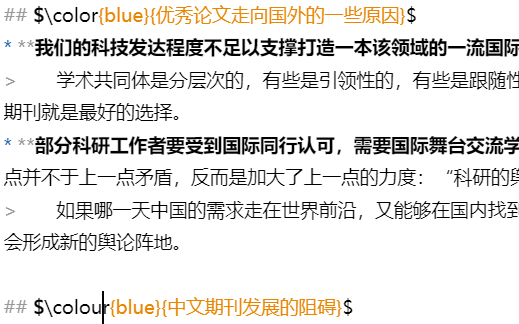 ## $\color{blue}{优秀论文走向国外的一些原因}$
* **我们的科技发达程度不足以支撑打造一本该领域的一流国际
> 学术共同体是分层次的，有些是引领性的，有些是跟随性
期刊就是最好的选择。
* **部分科研工作者要受到国际同行认可，需要国际舞台交流学
点并不于上一点矛盾，反而是加大了上一点的力度：“科研的舆
> 如果哪一天中国的需求走在世界前沿，又能够在国内找到
会形成新的舆论阵地。
## $\colour{blue}{中文期刊发展的阻碍}$